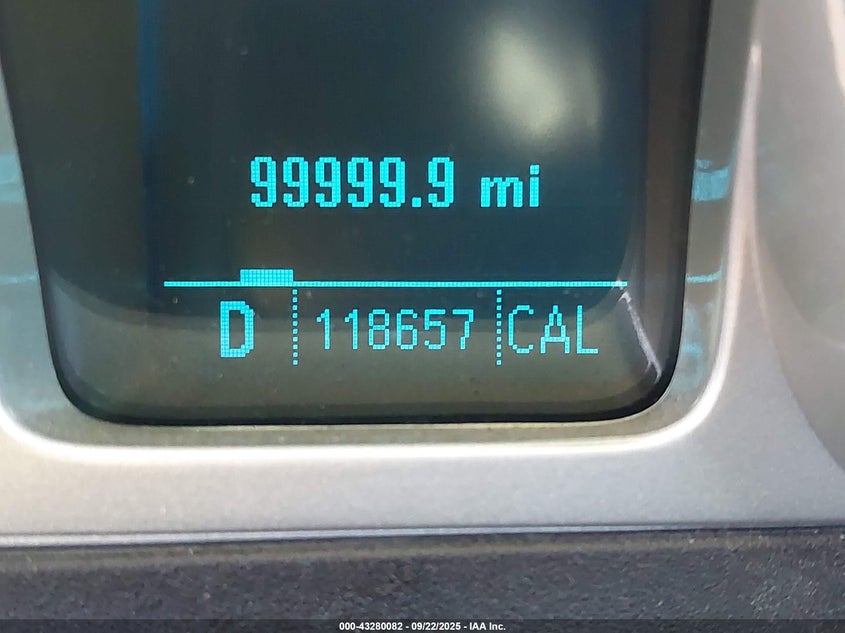 99999.9 mi
D 118657 CAL
000-43280082 - 09/22/2025 - IAA Inc.